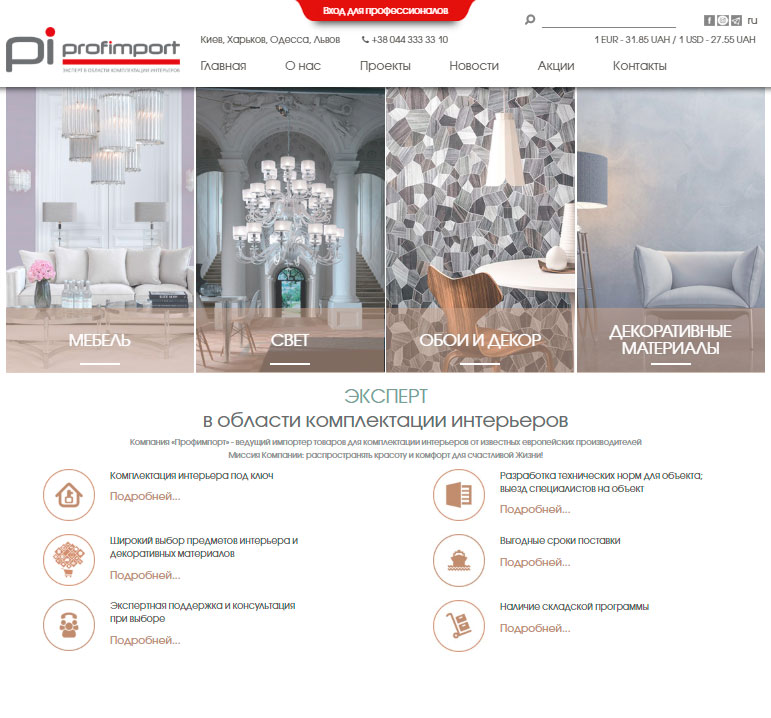 Вход для профессионалов
ru
Pi profimport
ЭКСПЕРТ В ОБЛАСТИ КОМПЛЕКТАЦИИ ИНТЕРЬЕРОВ
Киев, Харьков, Одесса, Львов
+38 044 333 33 10
1 EUR - 31.85 UAH / 1 USD - 27.55 UAH
Главная
О нас
Проекты
Новости
Акции
Контакты
МЕБЕЛЬ
СВЕТ
ОБОИ И ДЕКОР
ДЕКОРАТИВНЫЕ
МАТЕРИАЛЫ
ЭКСПЕРТ
в области комплектации интерьеров
Компания «Профимпорт» - ведущий импортер товаров для комплектации интерьеров от известных европейских производителей
Миссия Компании: распространять красоту и комфорт для счастливой Жизни!
Комплектация интерьера под ключ
Подробней...
Разработка технических норм для объекта;
выезд специалистов на объект
Подробней...
Широкий выбор предметов интерьера и
декоративных материалов
Подробней...
Выгодные сроки поставки
Подробней...
Экспертная поддержка и консультация
при выборе
Подробней...
Наличие складской программы
Подробней...